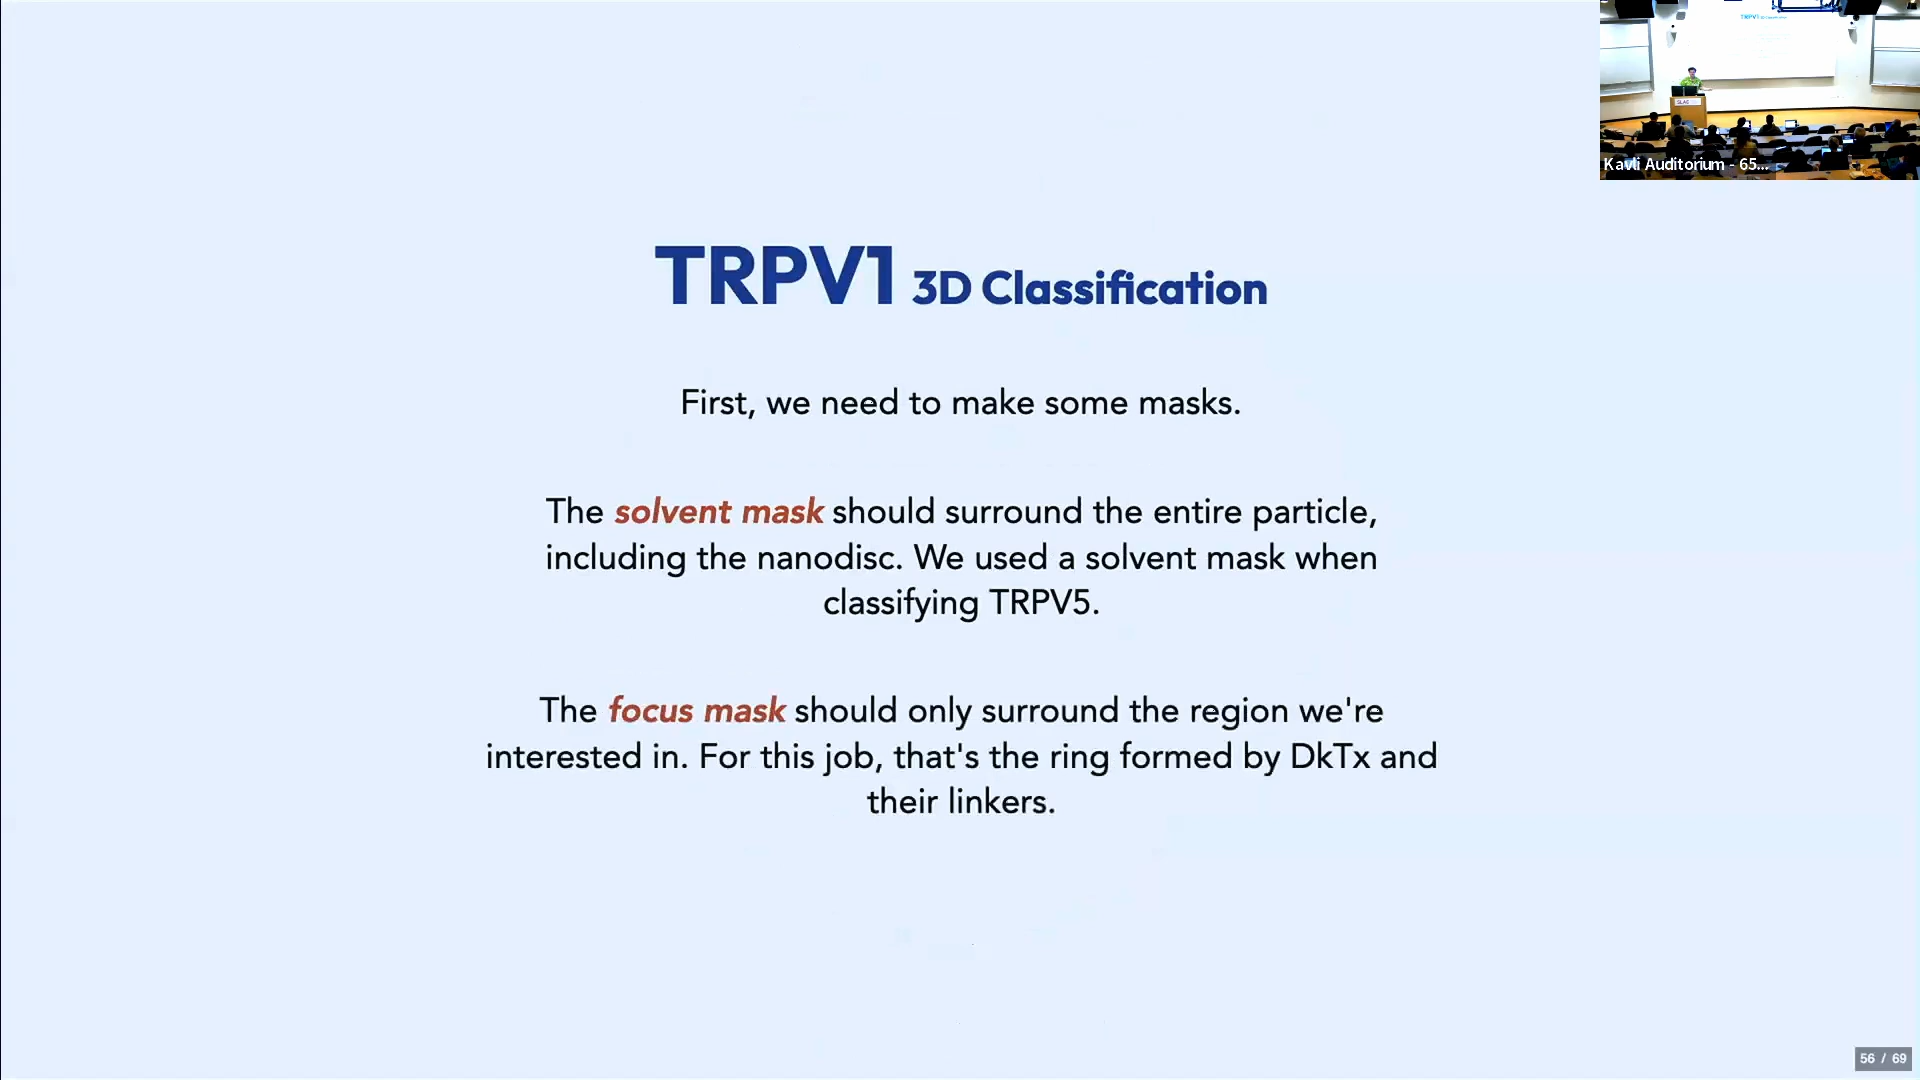 TRPV1 3D Classification
First, we need to make some masks.
The solvent mask should surround the entire particle,
including the nanodisc. We used a solvent mask when
classifying TRPV5.
The focus mask should only surround the region we're
interested in. For this job, that's the ring formed by DkTx and
their linkers.
Kavli Auditorium - 65...
SLAC
56 / 69